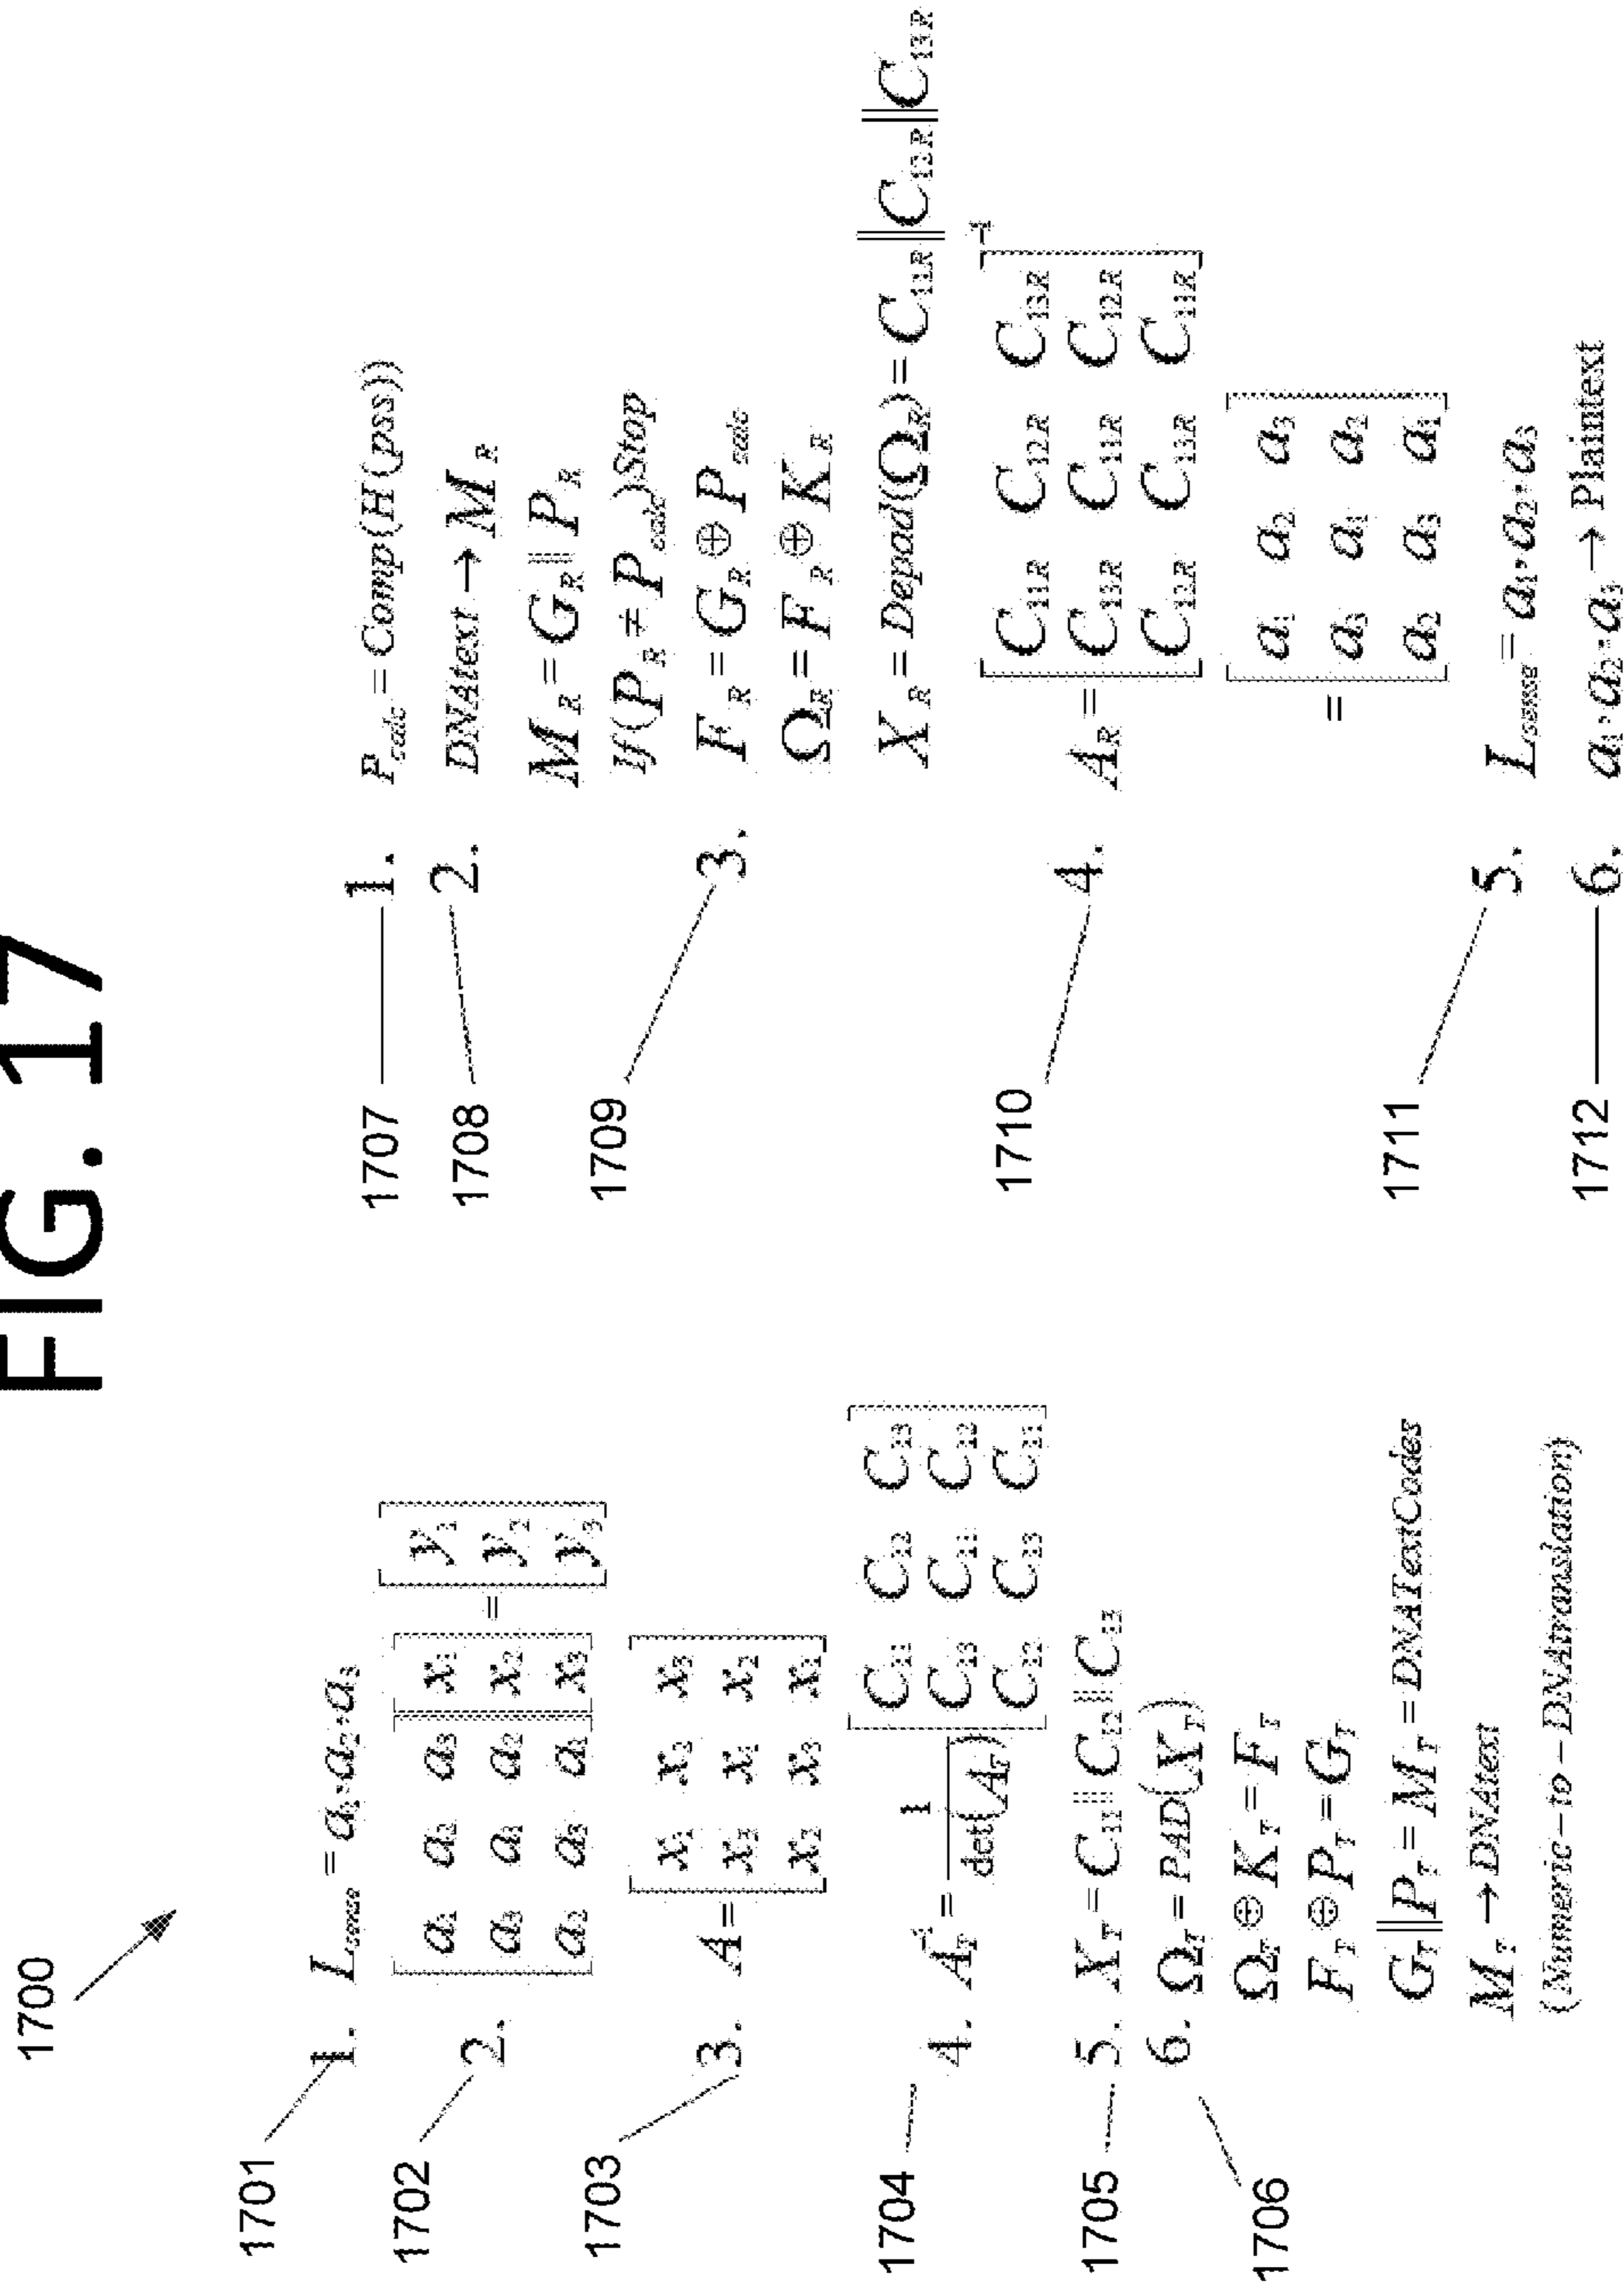 FIG. 17
1700
1701 1. L_sense = a₁·a₂·a₃
1702 2. [a₁ a₂ a₃] [x₁] = [y₁]
[a₃ a₁ a₂] [x₂] [y₂]
[a₂ a₃ a₁] [x₃] [y₃]
1703 3. A = [x₁ x₂ x₃]
[x₃ x₁ x₂]
[x₂ x₃ x₁]
1704 4. A_T⁻¹ = 1/det(A_T) [C₁₁ C₁₂ C₁₃]
[C₁₃ C₁₁ C₁₂]
[C₁₂ C₁₃ C₁₁]
1705 5. X_T = C₁₁||C₁₂||C₁₃
1706 6. Ω_T = PAD(X_T)
Ω_T ⊕ K_T = F_T
F_T ⊕ P_T = G_T
G_T||P_T = M_T = DNATextCodes
M_T → DNAtext
(Numeric-to-DNAtranslation)
1707 1. P_calc = Comp(H(pss))
1708 2. DNAtext → M_R
M_R = G_R||P_R
If(P_R ≠ P_calc)Stop
1709 3. F_R = G_R ⊕ P_calc
Ω_R = F_R ⊕ K_R
X_R = Depad(Ω_R) = C₁₁R||C₁₂R||C₁₃R
1710 4. A_R = [C₁₁R C₁₂R C₁₃R]⁻¹
[C₁₃R C₁₁R C₁₂R]
[C₁₂R C₁₃R C₁₁R]
= [a₁ a₂ a₃]
[a₃ a₁ a₂]
[a₂ a₃ a₁]
1711 5. L_sense = a₁·a₂·a₃
1712 6. a₁·a₂·a₃ → Plaintext